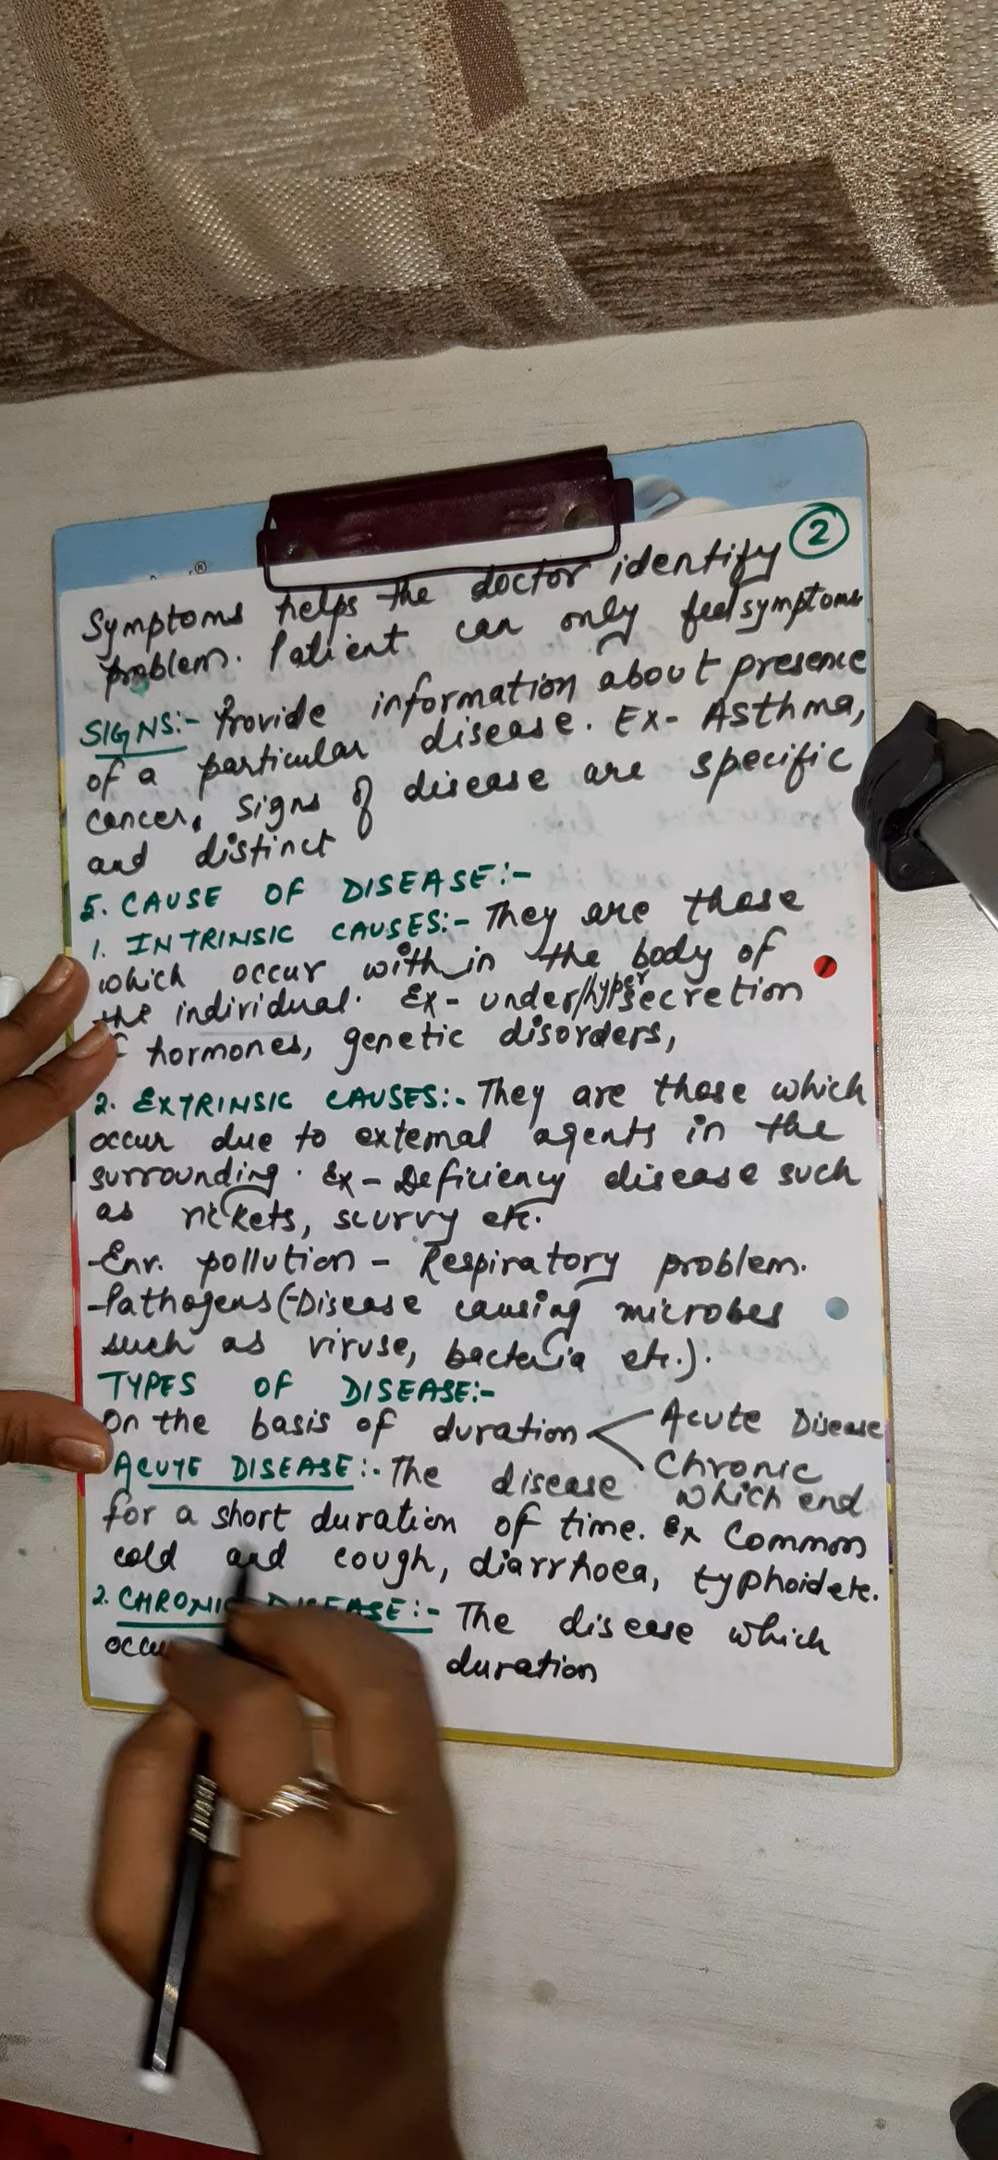 2
Symptoms helps the doctor identify
problem. Patient can only feel symptoms
SIGNS:- Provide information about presence
of a particular disease. Ex- Asthma,
cancer, signs of disease are specific
and distinct
5. CAUSE OF DISEASE:-
1. INTRINSIC CAUSES:- They are those
which occur within the body of
the individual. Ex- under/hyper secretion
hormones, genetic disorders,
2. EXTRINSIC CAUSES:- They are those which
occur due to external agents in the
surrounding. Ex- Deficiency disease such
as rickets, scurvy etc.
-Env. pollution - Respiratory problem.
-Pathogens (-Disease causing microbes
such as viruse, bacteria etc.).
TYPES OF DISEASE:-
On the basis of duration < Acute Disease
Chronic
ACUTE DISEASE:- The disease which end
for a short duration of time. Ex Common
cold and cough, diarrhoea, typhoid etc.
2. CHRONIC DISEASE:- The disease which
duration